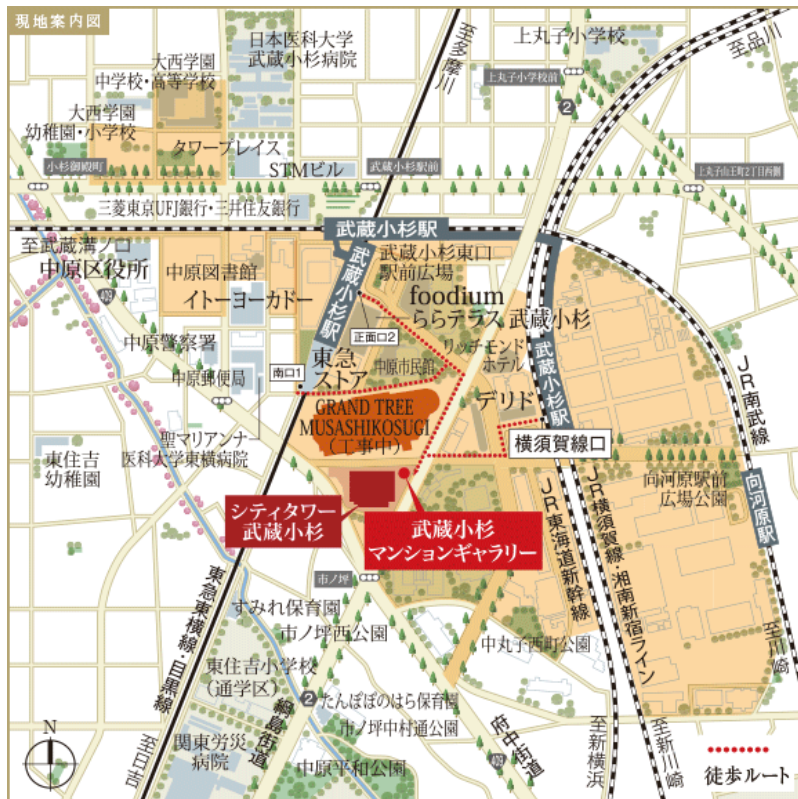 現地案内図
日本医科大学
武蔵小杉病院
至多摩川
上丸子小学校
至品川
大西学園
中学校・高等学校
上丸子小学校前
2
大西学園
幼稚園・小学校
タワープレイス
小杉御殿町
STMビル
武蔵小杉駅前
上丸子山王町2丁目西側
三菱東京UFJ銀行・三井住友銀行
武蔵小杉駅
至武蔵溝ノ口
中原区役所
中原図書館
武蔵小杉駅
武蔵小杉東口
駅前広場
イトーヨーカドー
409
foodium
ららテラス 武蔵小杉
正面口2
中原警察署
東急
ストア
リッチモンド
ホテル
武蔵小杉駅
JR南武線
南口1
中原市民館
中原郵便局
デリド
GRAND TREE
MUSASHIKOSUGI
(工事中)
横須賀線口
聖マリアンナ
医科大学東横病院
東住吉
幼稚園
向河原駅前
広場公園
向河原駅
シティタワー
武蔵小杉
武蔵小杉
マンションギャラリー
JR東海道新幹線
JR横須賀線・湘南新宿ライン
東急東横線・目黒線
市ノ坪
すみれ保育園
市ノ坪西公園
中丸子西町公園
至川崎
東住吉小学校
(通学区)
2
たんぽぽのはら保育園
綱島街道
市ノ坪中村通公園
府中街道
409
N
至日吉
関東労災
病院
中原平和公園
至新横浜
至新川崎
徒歩ルート